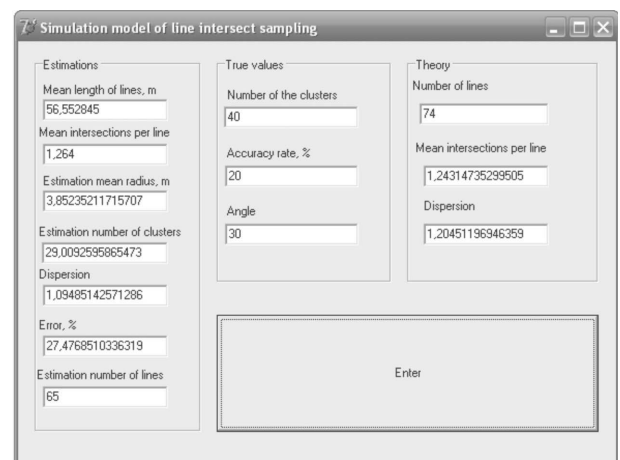 Simulation model of line intersect sampling
Estimations
Mean length of lines, m
56,552845
Mean intersections per line
1,264
Estimation mean radius, m
3,85235211715707
Estimation number of clusters
29,0092595865473
Dispersion
1,09485142571286
Error, %
27,4768510336319
Estimation number of lines
65
True values
Number of the clusters
40
Accuracy rate, %
20
Angle
30
Theory
Number of lines
74
Mean intersections per line
1,24314735299505
Dispersion
1,20451196946359
Enter